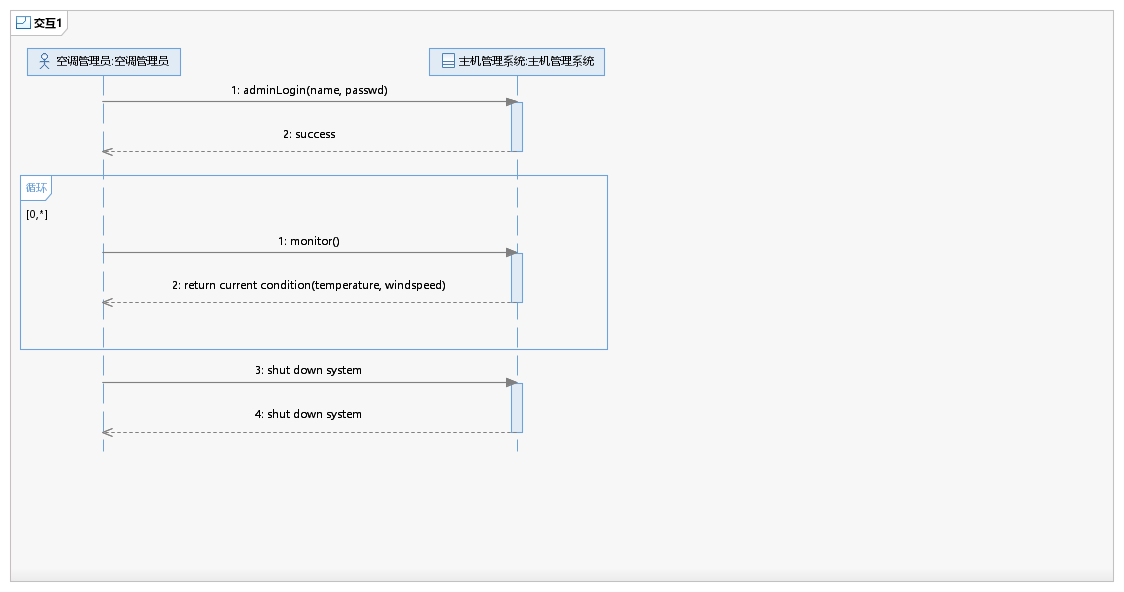 交互1
空调管理员:空调管理员
主机管理系统:主机管理系统
1: adminLogin(name, passwd)
2: success
循环
[0,*]
1: monitor()
2: return current condition(temperature, windspeed)
3: shut down system
4: shut down system